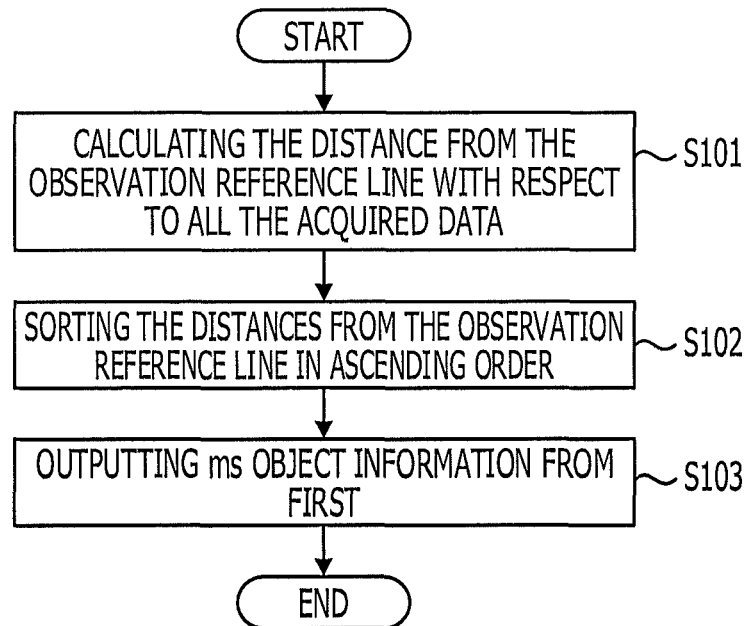 START
CALCULATING THE DISTANCE FROM THE
OBSERVATION REFERENCE LINE WITH RESPECT
TO ALL THE ACQUIRED DATA
S101
SORTING THE DISTANCES FROM THE OBSERVATION
REFERENCE LINE IN ASCENDING ORDER
S102
OUTPUTTING ms OBJECT INFORMATION FROM
FIRST
S103
END